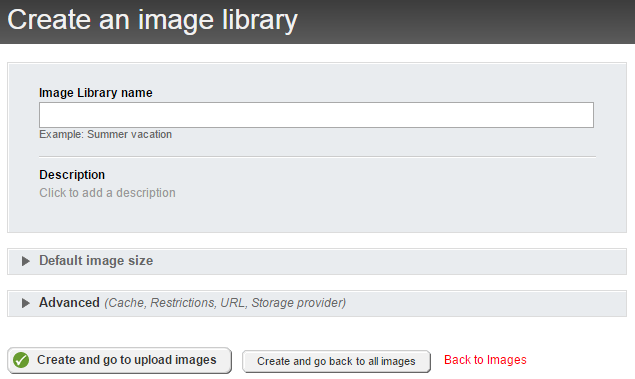 Create an image library
Image Library name
Example: Summer vacation
Description
Click to add a description
Default image size
Advanced (Cache, Restrictions, URL, Storage provider)
Create and go to upload images Create and go back to all images Back to Images